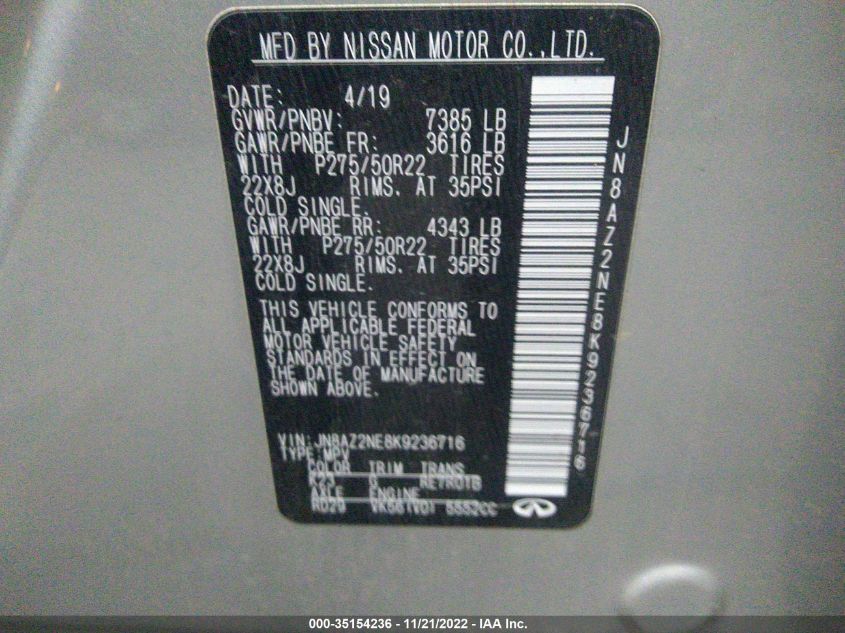 MFD BY NISSAN MOTOR CO.,LTD.
DATE: 4/19
GVWR/PNBV: 7385 LB
GAWR/PNBE FR: 3616 LB
WITH P275/50R22 TIRES
22X8J RIMS. AT 35PSI
COLD SINGLE.
GAWR/PNBE RR: 4343 LB
WITH P275/50R22 TIRES
22X8J RIMS. AT 35PSI
COLD SINGLE.
THIS VEHICLE CONFORMS TO
ALL APPLICABLE FEDERAL
MOTOR VEHICLE SAFETY
STANDARDS IN EFFECT ON
THE DATE OF MANUFACTURE
SHOWN ABOVE.
VIN:JN8AZ2NE8K9236716
TYPE:MPV
COLOR TRIM TRANS
K23 G RE7R01B
AXLE ENGINE
RD29 VK56 5552CC
JN8AZ2NE8K9236716
000-35154236 - 11/21/2022 - IAA Inc.